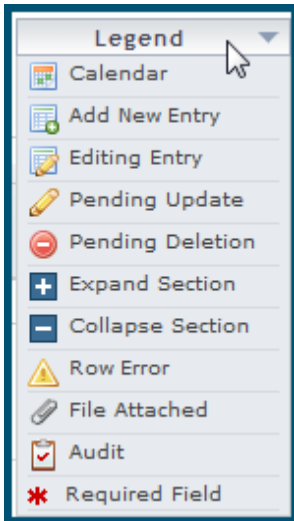 Legend
Calendar
Add New Entry
Editing Entry
Pending Update
Pending Deletion
Expand Section
Collapse Section
Row Error
File Attached
Audit
Required Field